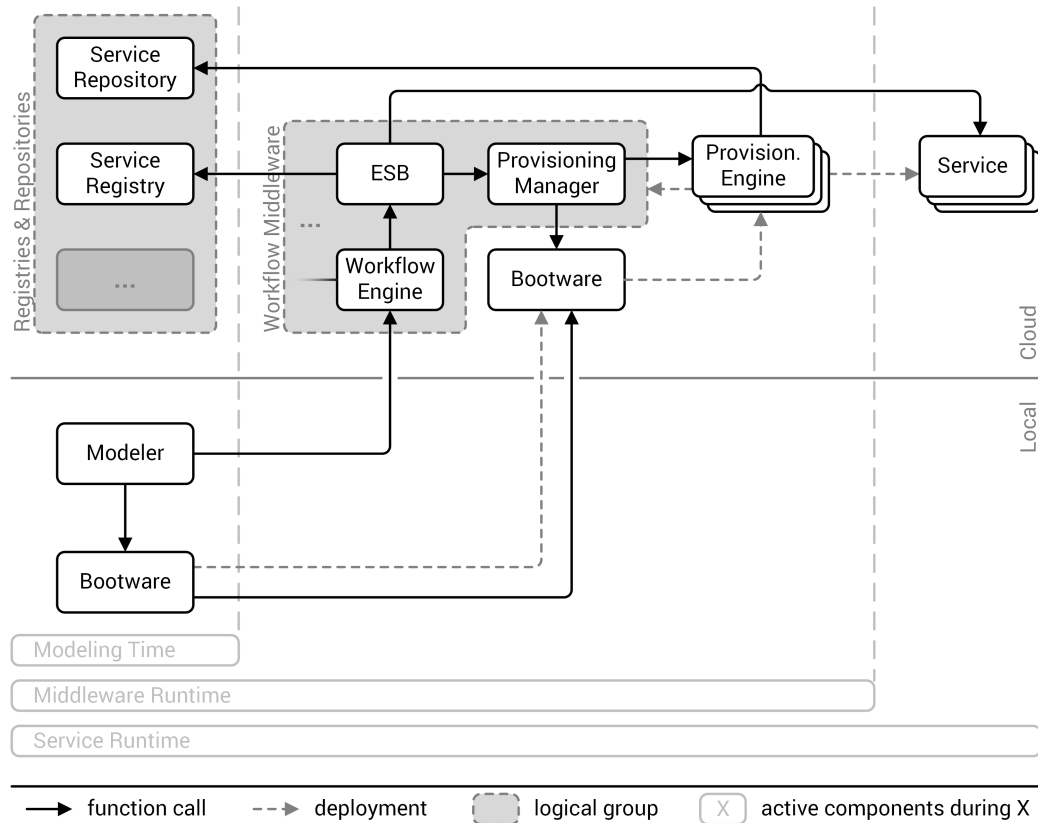 Registries & Repositories
Service
Repository
Service
Registry
...
Workflow Middleware
ESB
Provisioning
Manager
Provision.
Engine
Service
...
Workflow
Engine
Bootware
Cloud
Local
Modeler
Bootware
Modeling Time
Middleware Runtime
Service Runtime
function call
deployment
logical group
X
active components during X